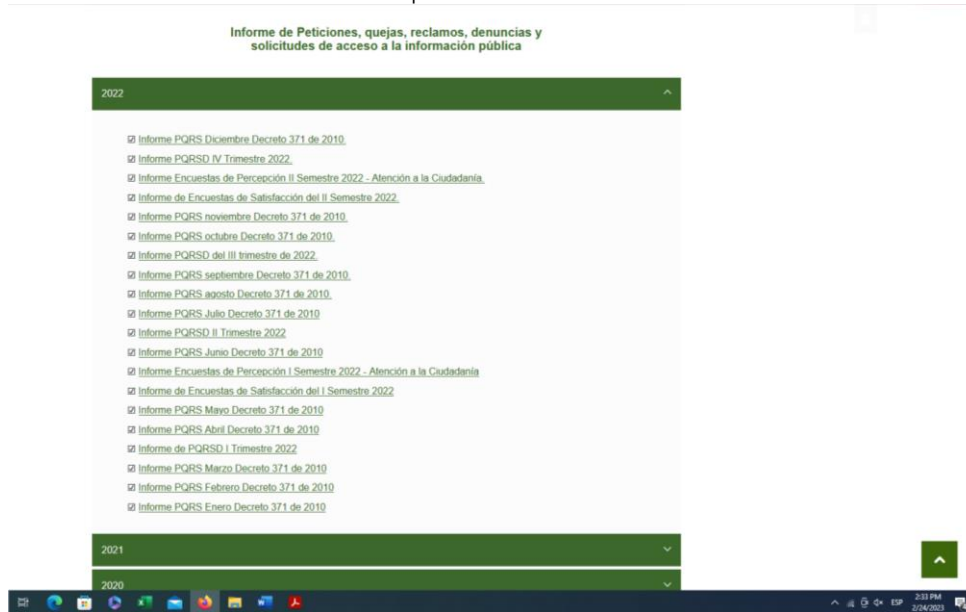 Informe de Peticiones, quejas, reclamos, denuncias y
solicitudes de acceso a la información pública
2022
Informe PQRS Diciembre Decreto 371 de 2010.
Informe PQRSD IV Trimestre 2022.
Informe Encuestas de Percepción II Semestre 2022 - Atención a la Ciudadanía.
Informe de Encuestas de Satisfacción del II Semestre 2022.
Informe PQRS noviembre Decreto 371 de 2010.
Informe PQRS octubre Decreto 371 de 2010.
Informe PQRSD del III trimestre de 2022.
Informe PQRS septiembre Decreto 371 de 2010.
Informe PQRS agosto Decreto 371 de 2010.
Informe PQRS Julio Decreto 371 de 2010
Informe PQRSD II Trimestre 2022
Informe PQRS Junio Decreto 371 de 2010
Informe Encuestas de Percepción I Semestre 2022 - Atención a la Ciudadanía
Informe de Encuestas de Satisfacción del I Semestre 2022
Informe PQRS Mayo Decreto 371 de 2010
Informe PQRS Abril Decreto 371 de 2010
Informe de PQRSD I Trimestre 2022
Informe PQRS Marzo Decreto 371 de 2010
Informe PQRS Febrero Decreto 371 de 2010
Informe PQRS Enero Decreto 371 de 2010
2021
2020
ESP
2:33 PM
2/24/2023